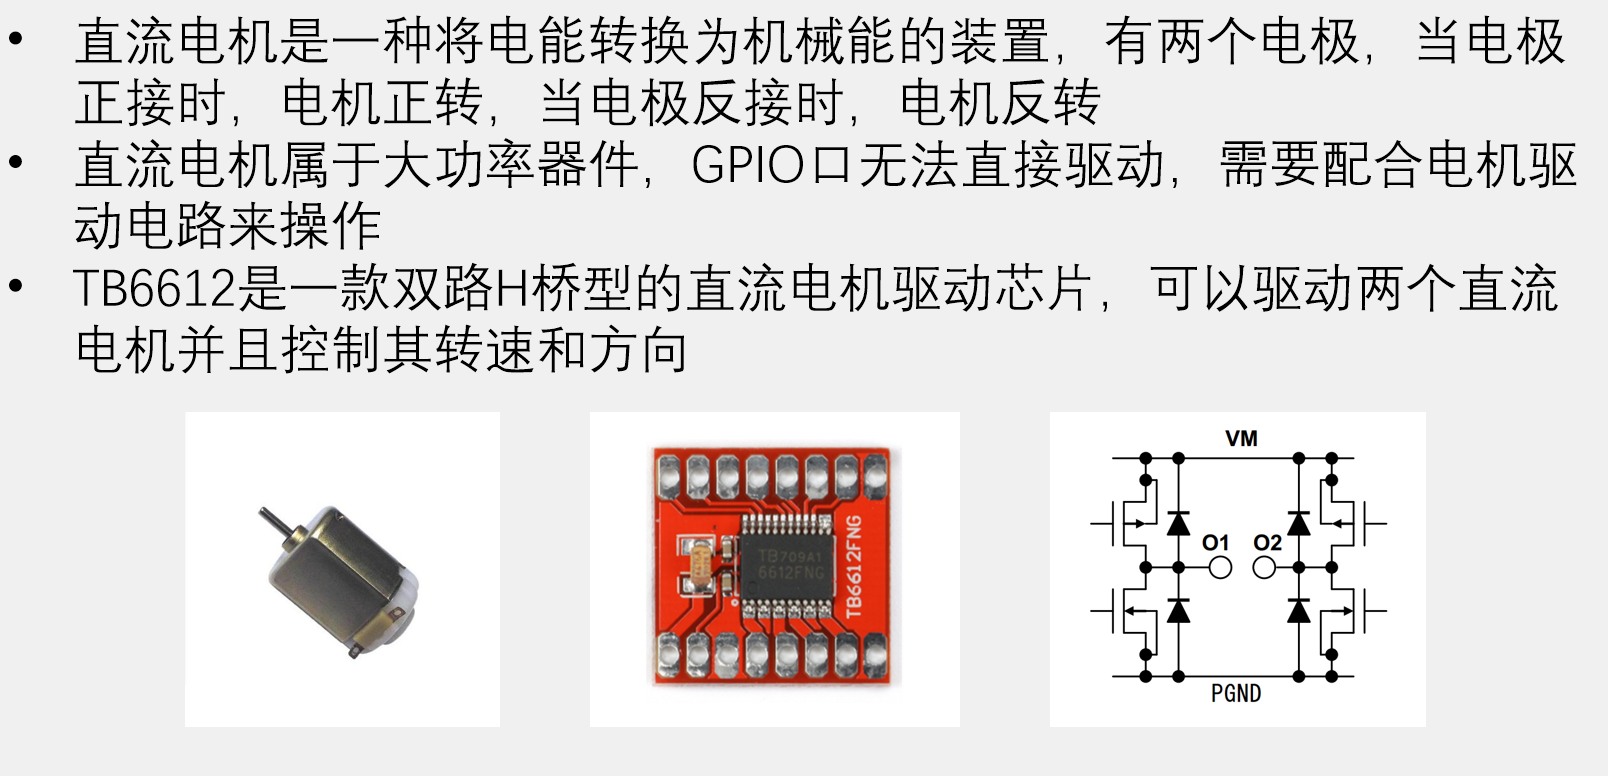 • 直流电机是一种将电能转换为机械能的装置，有两个电极，当电极
正接时，电机正转，当电极反接时，电机反转
• 直流电机属于大功率器件，GPIO口无法直接驱动，需要配合电机驱
动电路来操作
• TB6612是一款双路H桥型的直流电机驱动芯片，可以驱动两个直流
电机并且控制其转速和方向
TB709A1
6612FNG
TB6612FNG
VM
O1 O2
PGND